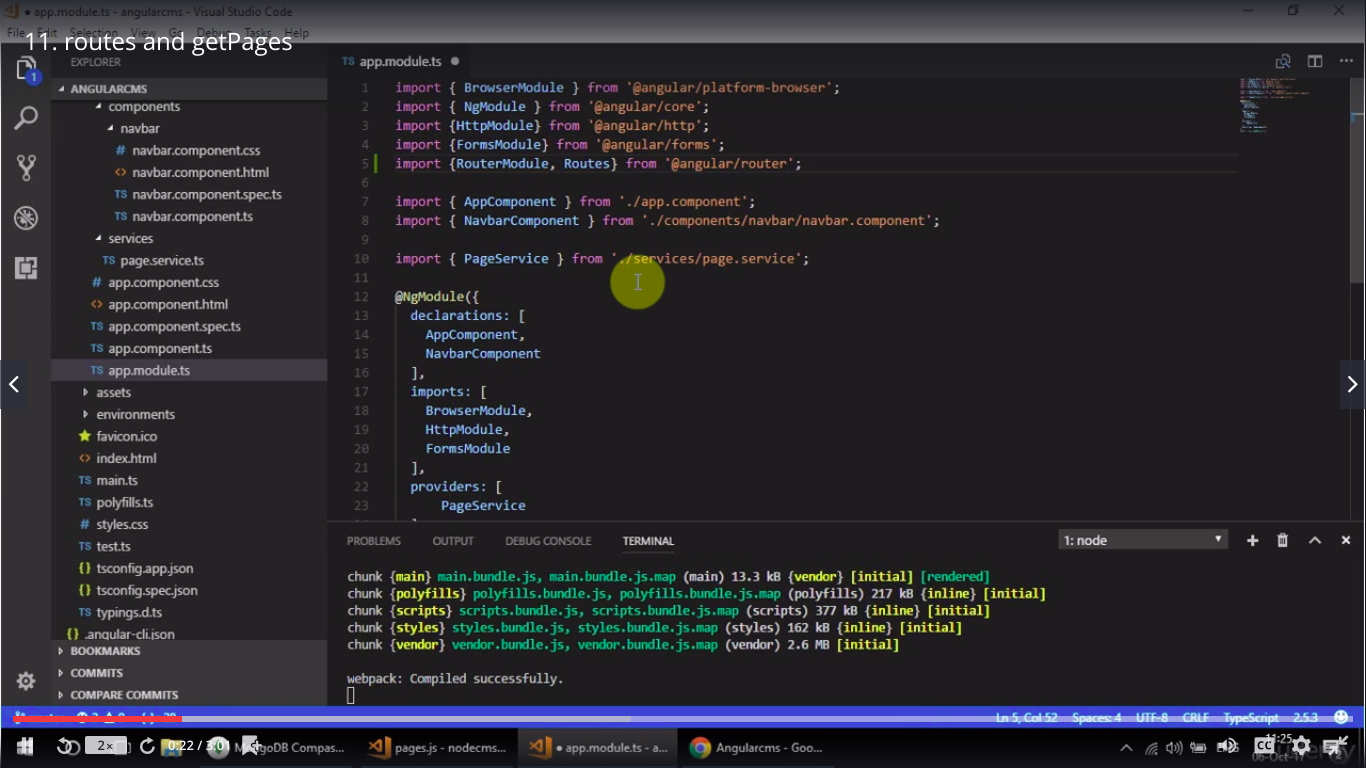 app.module.ts - angularcms - Visual Studio Code
File Edit Selection View Go Debug Tasks Help
11. routes and getPages
EXPLORER
ANGULARCMS
components
navbar
# navbar.component.css
<> navbar.component.html
TS navbar.component.spec.ts
TS navbar.component.ts
services
TS page.service.ts
# app.component.css
<> app.component.html
TS app.component.spec.ts
TS app.component.ts
TS app.module.ts
assets
environments
favicon.ico
<> index.html
TS main.ts
TS polyfills.ts
# styles.css
TS test.ts
{} tsconfig.app.json
{} tsconfig.spec.json
TS typings.d.ts
{} .angular-cli.json
BOOKMARKS
COMMITS
COMPARE COMMITS
1
TS app.module.ts ●
1 import { BrowserModule } from '@angular/platform-browser';
2 import { NgModule } from '@angular/core';
3 import {HttpModule} from '@angular/http';
4 import {FormsModule} from '@angular/forms';
5 import {RouterModule, Routes} from '@angular/router';
6
7 import { AppComponent } from './app.component';
8 import { NavbarComponent } from './components/navbar/navbar.component';
9
10 import { PageService } from './services/page.service';
11
12 @NgModule({
13 declarations: [
14 AppComponent,
15 NavbarComponent
16 ],
17 imports: [
18 BrowserModule,
19 HttpModule,
20 FormsModule
21 ],
22 providers: [
23 PageService
PROBLEMS OUTPUT DEBUG CONSOLE TERMINAL 1: node
chunk {main} main.bundle.js, main.bundle.js.map (main) 13.3 kB {vendor} [initial] [rendered]
chunk {polyfills} polyfills.bundle.js, polyfills.bundle.js.map (polyfills) 217 kB {inline} [initial]
chunk {scripts} scripts.bundle.js, scripts.bundle.js.map (scripts) 377 kB {inline} [initial]
chunk {styles} styles.bundle.js, styles.bundle.js.map (styles) 162 kB {inline} [initial]
chunk {vendor} vendor.bundle.js, vendor.bundle.js.map (vendor) 2.6 MB [initial]
webpack: Compiled successfully.
Ln 5, Col 52 Spaces: 4 UTF-8 CRLF TypeScript 2.5.3
2x 0:22 / 3:01 MongoDB Compas... pages.js - nodecms... ● app.module.ts - a... Angularcms - Goo... CC 11:25